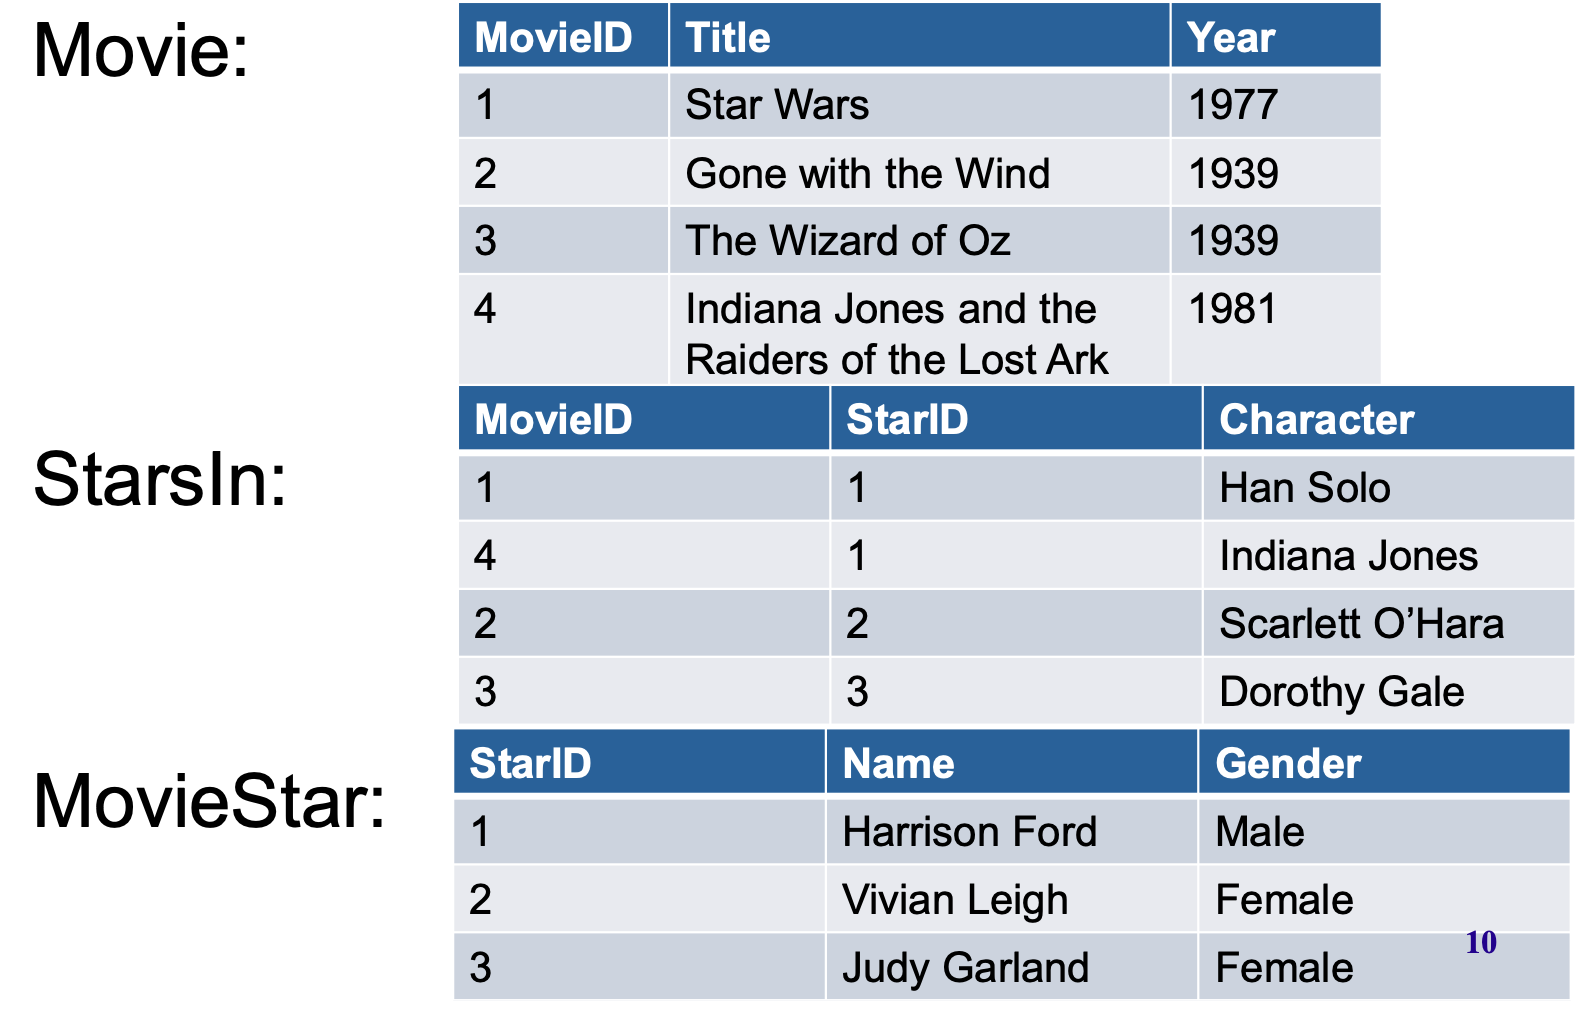 Movie:
MovieID Title Year
1 Star Wars 1977
2 Gone with the Wind 1939
3 The Wizard of Oz 1939
4 Indiana Jones and the 1981
Raiders of the Lost Ark
StarsIn:
MovieID StarID Character
1 1 Han Solo
4 1 Indiana Jones
2 2 Scarlett O’Hara
3 3 Dorothy Gale
MovieStar:
StarID Name Gender
1 Harrison Ford Male
2 Vivian Leigh Female
3 Judy Garland Female
10